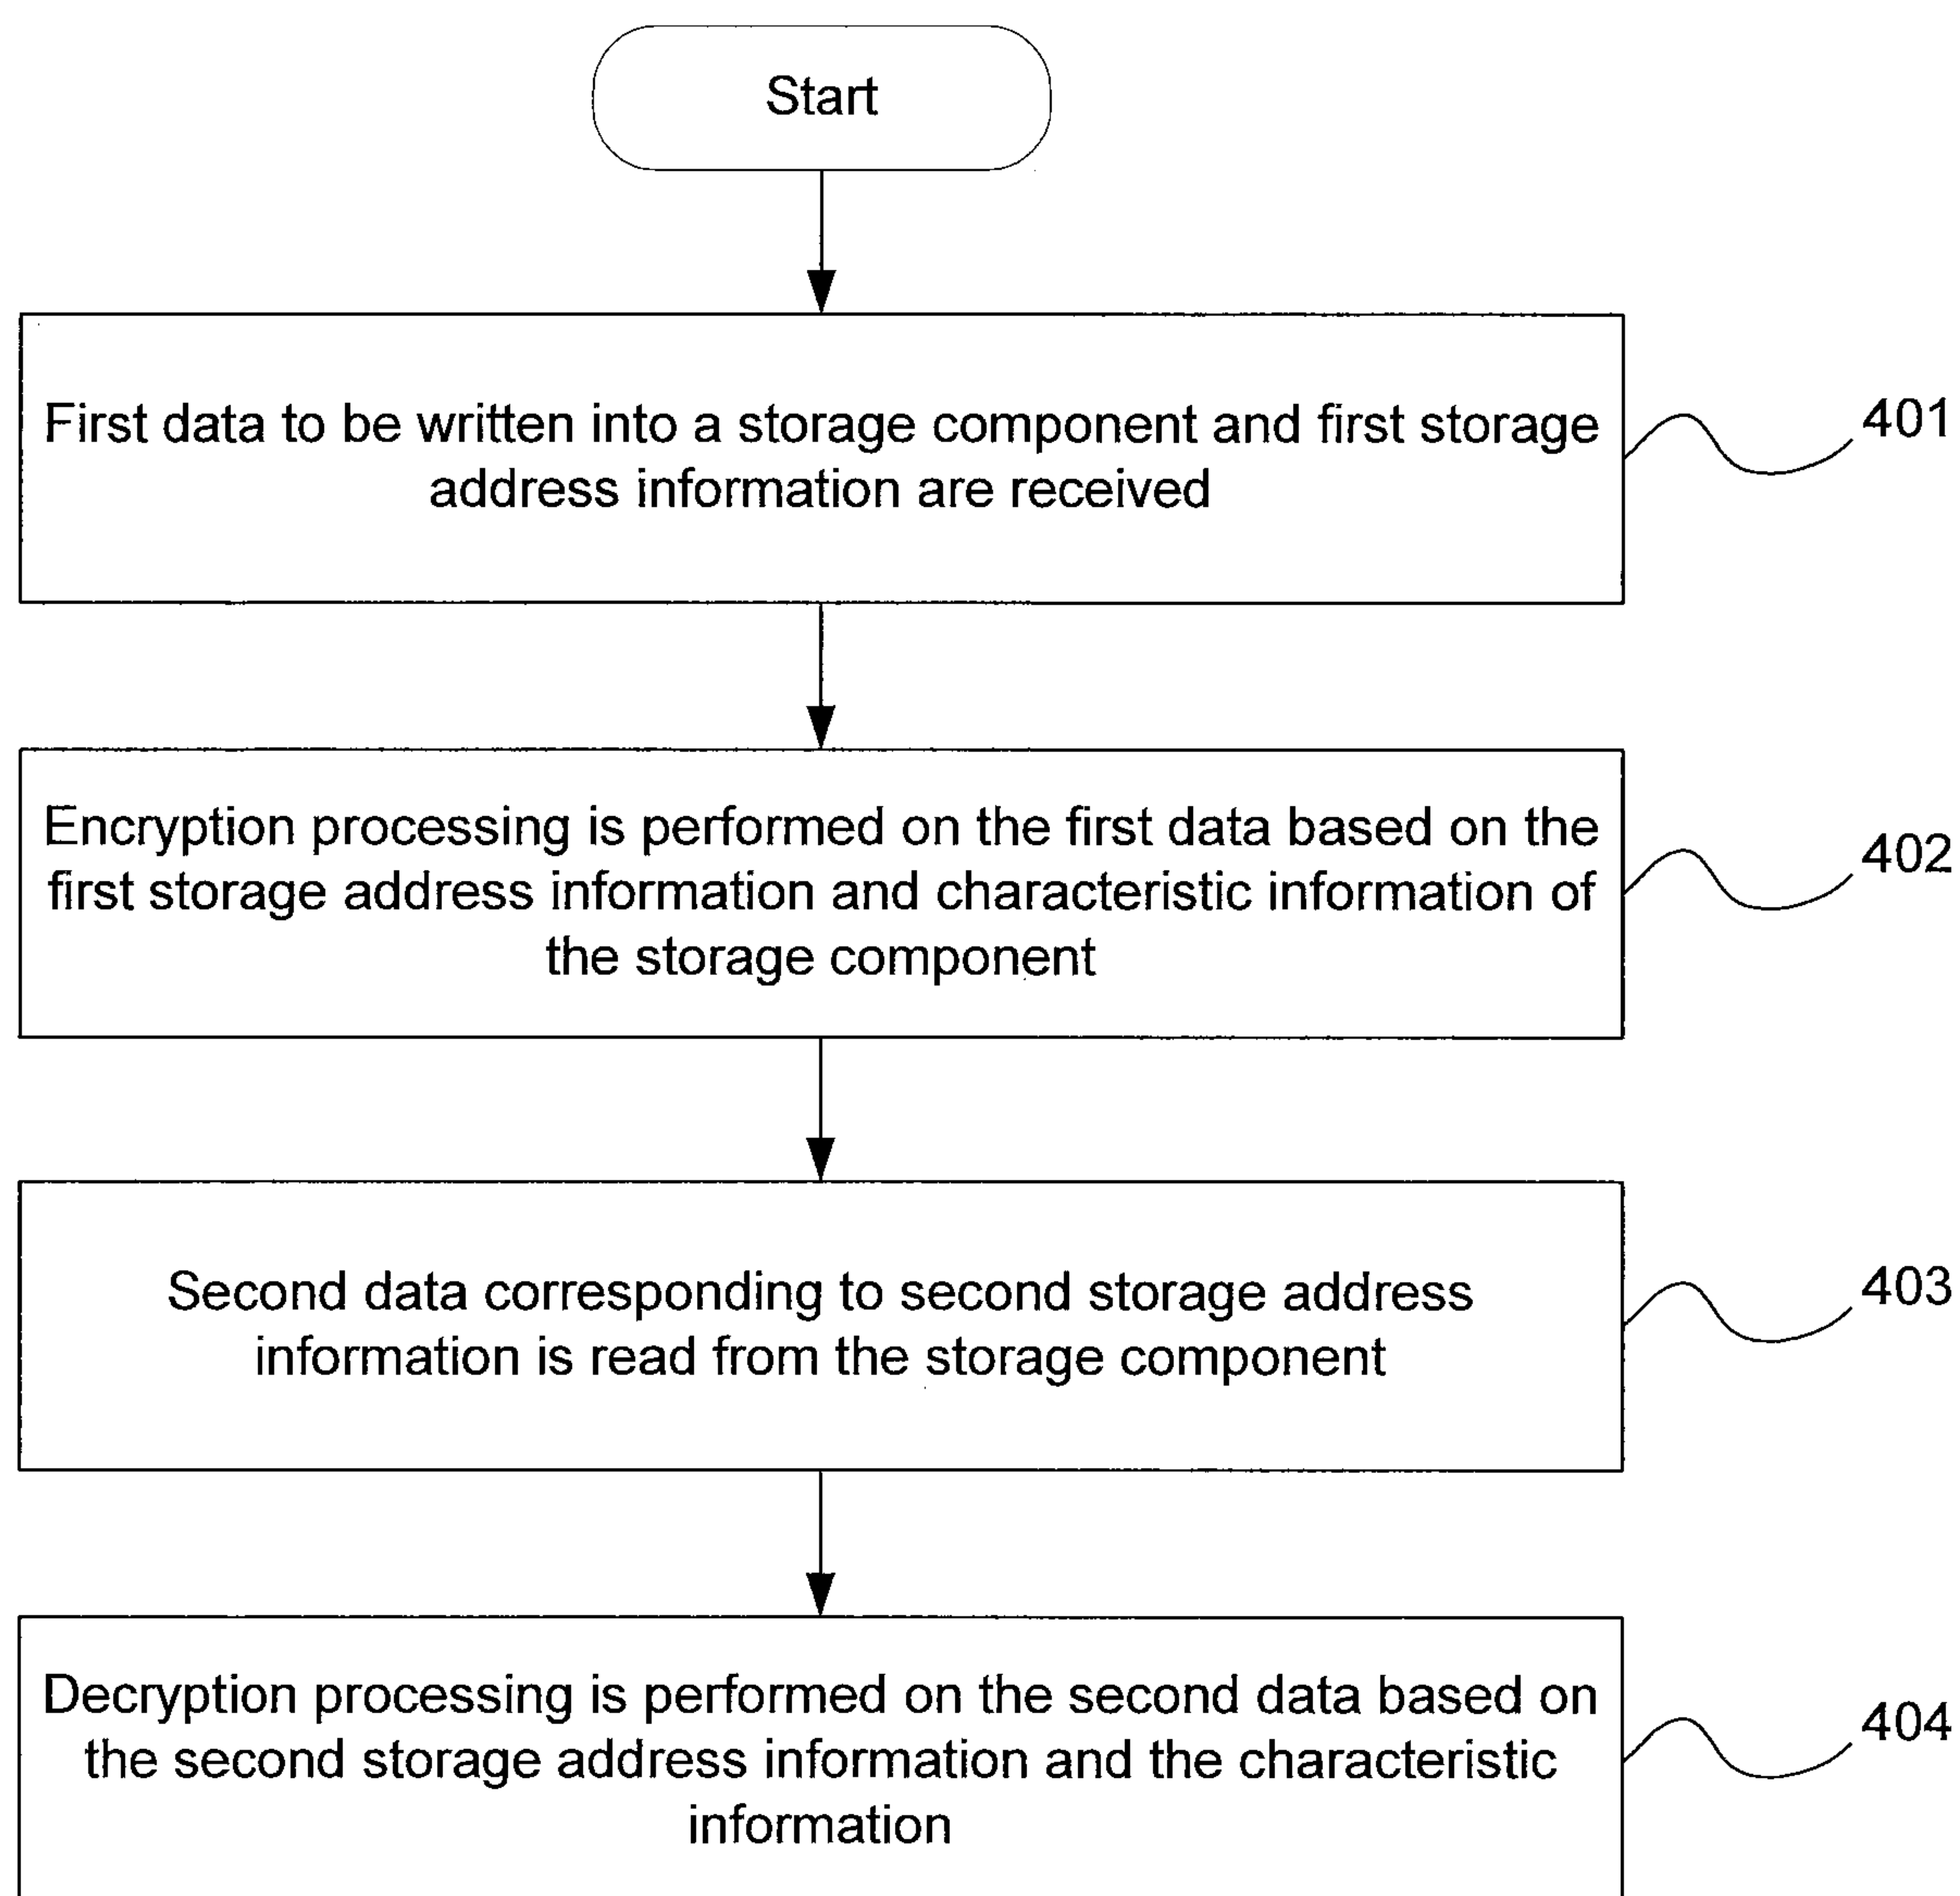 Start
First data to be written into a storage component and first storage
address information are received
401
Encryption processing is performed on the first data based on the
first storage address information and characteristic information of
the storage component
402
Second data corresponding to second storage address
information is read from the storage component
403
Decryption processing is performed on the second data based on
the second storage address information and the characteristic
information
404